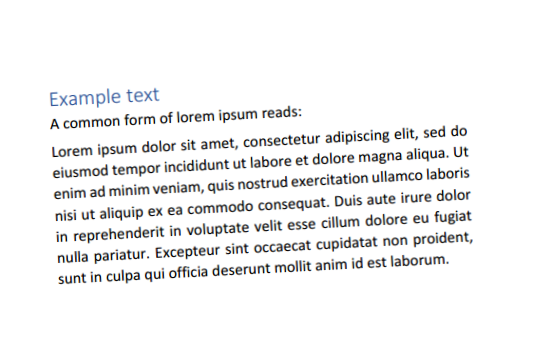 Example text
A common form of lorem ipsum reads:
Lorem ipsum dolor sit amet, consectetur adipiscing elit, sed do
eiusmod tempor incididunt ut labore et dolore magna aliqua. Ut
enim ad minim veniam, quis nostrud exercitation ullamco laboris
nisi ut aliquip ex ea commodo consequat. Duis aute irure dolor
in reprehenderit in voluptate velit esse cillum dolore eu fugiat
nulla pariatur. Excepteur sint occaecat cupidatat non proident,
sunt in culpa qui officia deserunt mollit anim id est laborum.